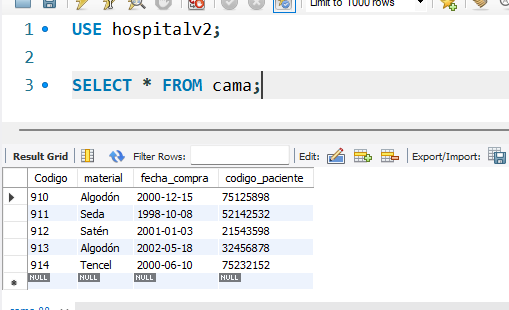 Limit to 1000 rows
1 USE hospitalv2;
2
3 SELECT * FROM cama;
Result Grid Filter Rows: Edit: Export/Import:
Codigo material fecha_compra codigo_paciente
910 Algodón 2000-12-15 75125898
911 Seda 1998-10-08 52142532
912 Satén 2001-01-03 21543598
913 Algodón 2002-05-18 32456878
914 Tencel 2000-06-10 75232152
NULL NULL NULL NULL